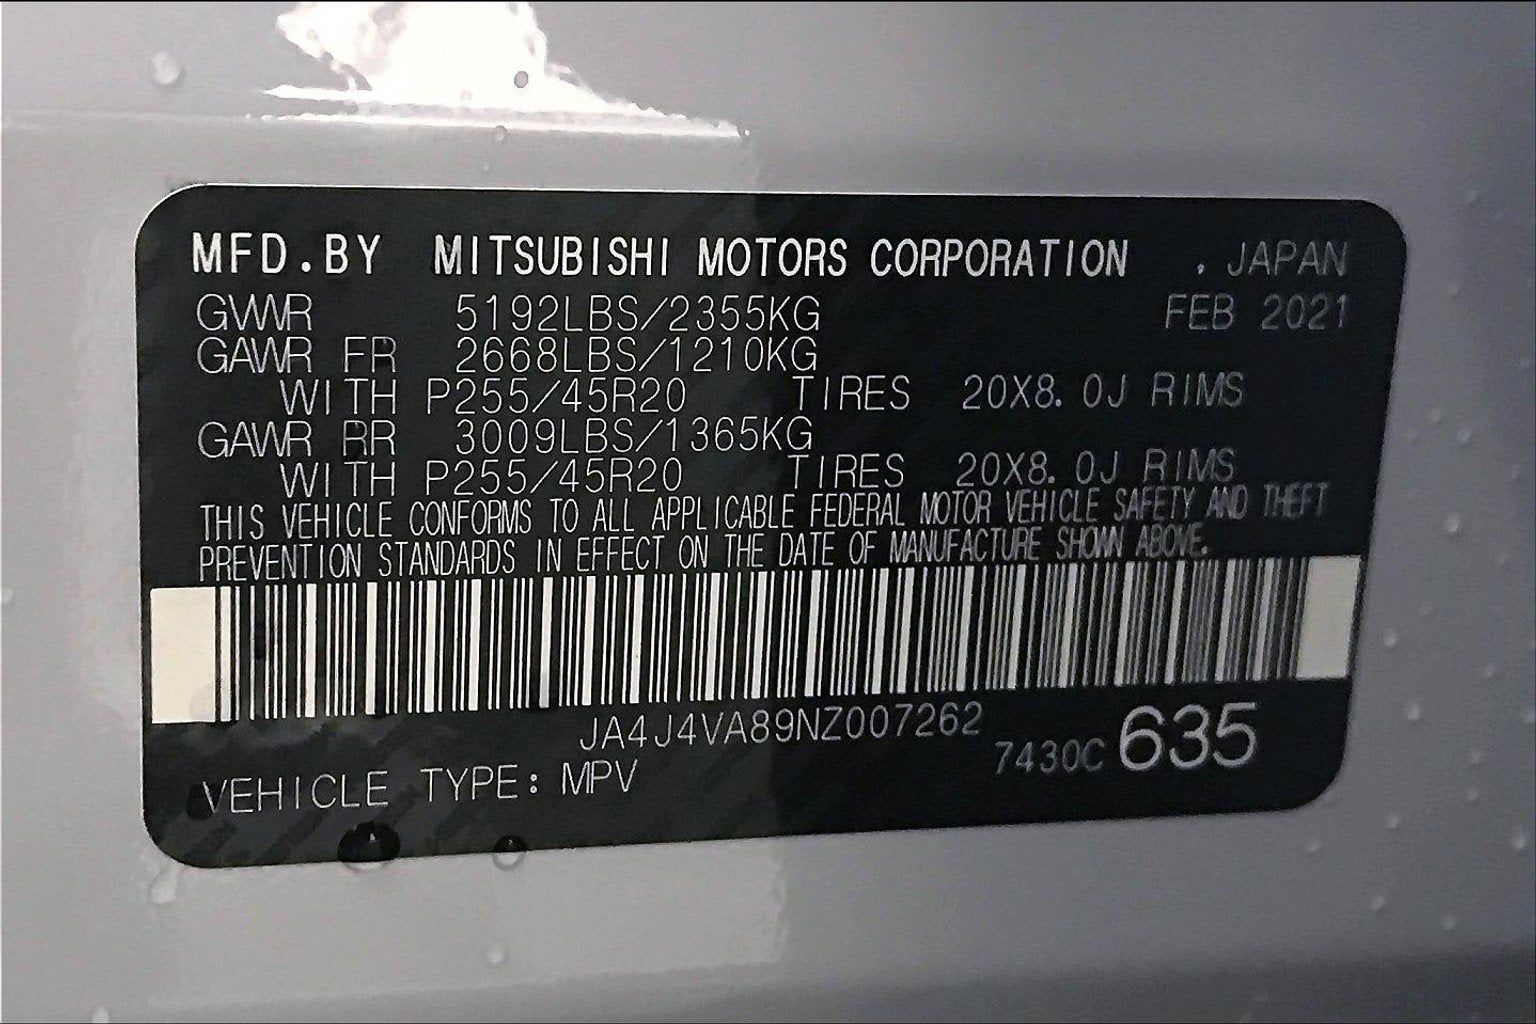 MFD.BY MITSUBISHI MOTORS CORPORATION . JAPAN
GVWR 5192LBS/2355KG FEB 2021
GAWR FR 2668LBS/1210KG
WITH P255/45R20 TIRES 20X8.0J RIMS
GAWR RR 3009LBS/1365KG
WITH P255/45R20 TIRES 20X8.0J RIMS
THIS VEHICLE CONFORMS TO ALL APPLICABLE FEDERAL MOTOR VEHICLE SAFETY AND THEFT
PREVENTION STANDARDS IN EFFECT ON THE DATE OF MANUFACTURE SHOWN ABOVE.
JA4J4VA89NZ007262 7430C 635
VEHICLE TYPE: MPV